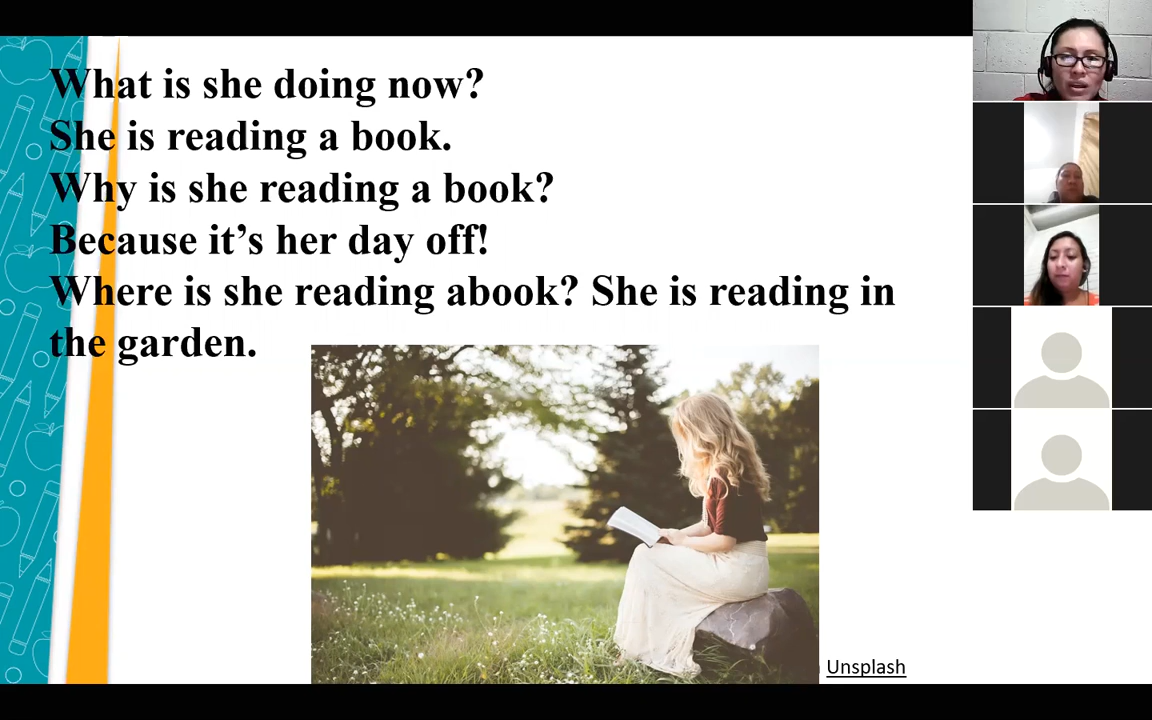 What is she doing now?
She is reading a book.
Why is she reading a book?
Because it’s her day off!
Where is she reading abook? She is reading in
the garden.
Unsplash